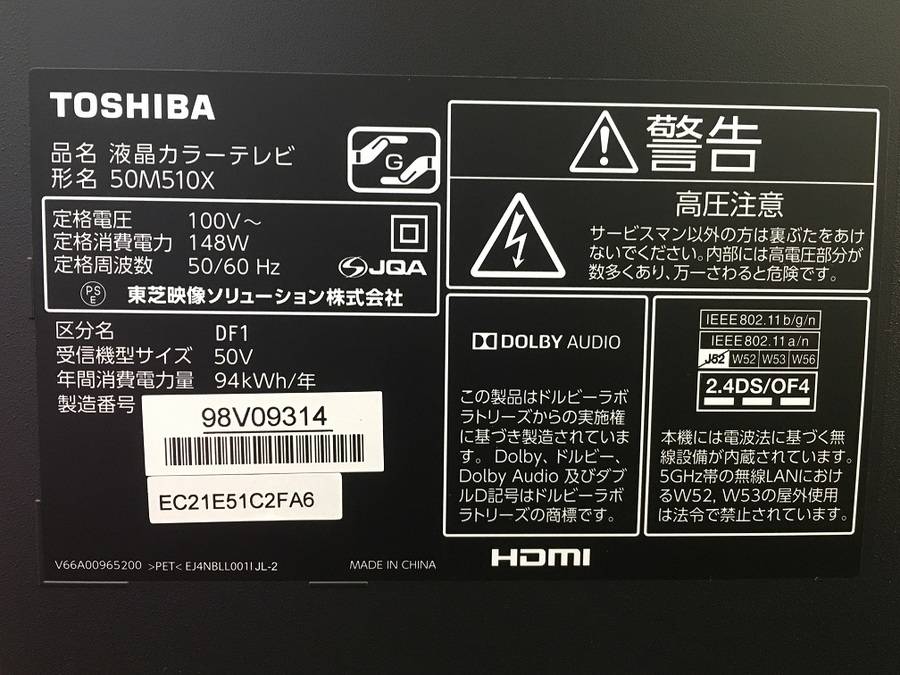 TOSHIBA
品名 液晶カラーテレビ
形名 50M510X
G
定格電圧 100V～
定格消費電力 148W
定格周波数 50/60 Hz
JQA
PSE 東芝映像ソリューション株式会社
区分名 DF1
受信機型サイズ 50V
年間消費電力量 94kWh/年
製造番号
98V09314
EC21E51C2FA6
V66A00965200 >PET< EJ4NBLL001IJL-2 MADE IN CHINA
警告
高圧注意
サービスマン以外の方は裏ぶたをあけ
ないでください。内部には高電圧部分が
数多くあり、万一さわると危険です。
DOLBY AUDIO
この製品はドルビーラボ
ラトリーズからの実施権
に基づき製造されていま
す。Dolby、ドルビー、
Dolby Audio 及びダブ
ルD記号はドルビーラボ
ラトリーズの商標です。
IEEE802.11b/g/n
IEEE802.11a/n
J52 W52 W53 W56
2.4DS/OF4
本機には電波法に基づく無
線設備が内蔵されています。
5GHz帯の無線LANにおけ
るW52, W53の屋外使用
は法令で禁止されています。
HDMI